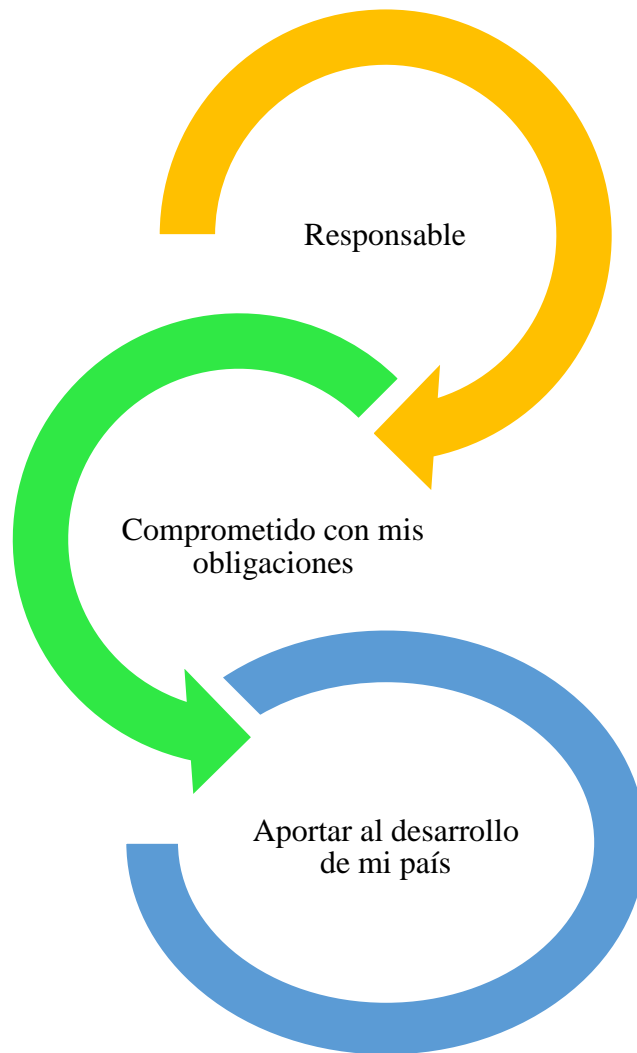 Responsable
Comprometido con mis
obligaciones
Aportar al desarrollo
de mi país